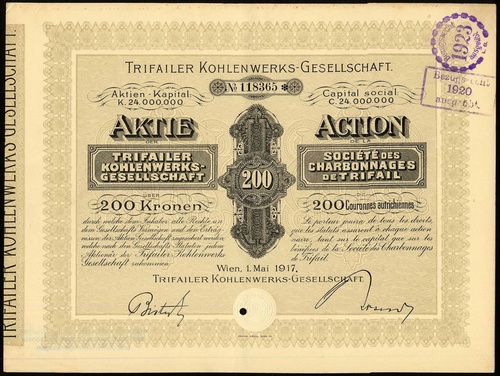 TRIFAILER KOHLENWERKS-GESELLSCHAFT.
TRIFAILER KOHLENWERKS-GESELLSCHAFT.
№ 118365
Aktien-Kapital
K. 24.000.000
Capital social
C. 24.000.000
AKTIE
DER
TRIFAILER
KOHLENWERKS-
GESELLSCHAFT
ÜBER
200 Kronen
200
ACTION
DE LA
SOCIÉTÉ DES
CHARBONNAGES
DE TRIFAIL
DE
200 Couronnes autrichiennes
durch welche dem Inhaber alle Rechte an
dem Gesellschafts Vermögen und den Erträg-
nissen der Aktien-Gesellschaft eingeräumt werden,
welche nach den Gesellschafts-Statuten jedem
Aktionär der Trifailer Kohlenwerks
Gesellschaft zukommen.
Le porteur jouira de tous les droits,
que les statuts assurent à chaque action
naire, tant sur le capital que sur les
bénéfices de la Société des Charbonnages
de Trifail.
Wien, 1. Mai 1917.
TRIFAILER KOHLENWERKS-GESELLSCHAFT.
1923
1920